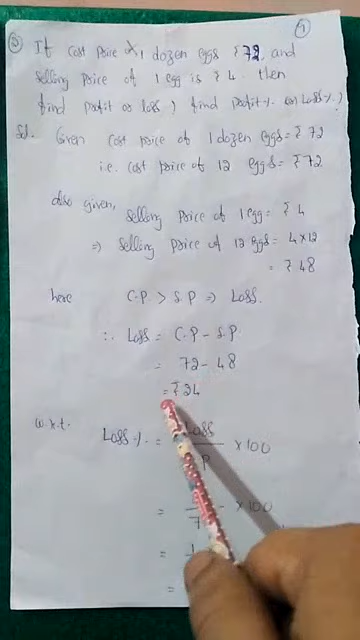 1
③ If cost price of 1 dozen eggs ₹72, and
selling price of 1 egg is ₹4. then
find profit or loss, find profit% (or) Loss%.?
Sol. Given cost price of 1 dozen eggs = ₹72
i.e. cost price of 12 eggs = ₹72
also given,
selling price of 1 egg = ₹4
⇒ selling price of 12 eggs = 4×12
= ₹48
here C.P. > S.P ⇒ Loss.
∴ Loss = C.P - S.P
= 72 - 48
= ₹24
w.k.t. Loss% = Loss
P × 100
= 7 × 100
=
=